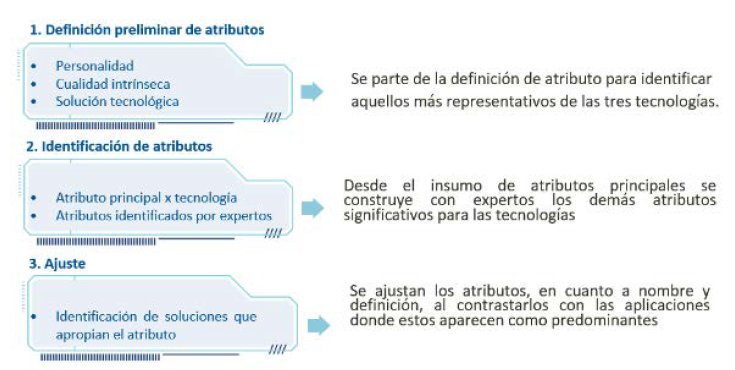 1. Definición preliminar de atributos
• Personalidad
• Cualidad intrínseca
• Solución tecnológica
Se parte de la definición de atributo para identificar
aquellos más representativos de las tres tecnologías.
2. Identificación de atributos
• Atributo principal x tecnología
• Atributos identificados por expertos
Desde el insumo de atributos principales se
construye con expertos los demás atributos
significativos para las tecnologías
3. Ajuste
• Identificación de soluciones que
apropian el atributo
Se ajustan los atributos, en cuanto a nombre y
definición, al contrastarlos con las aplicaciones
donde estos aparecen como predominantes